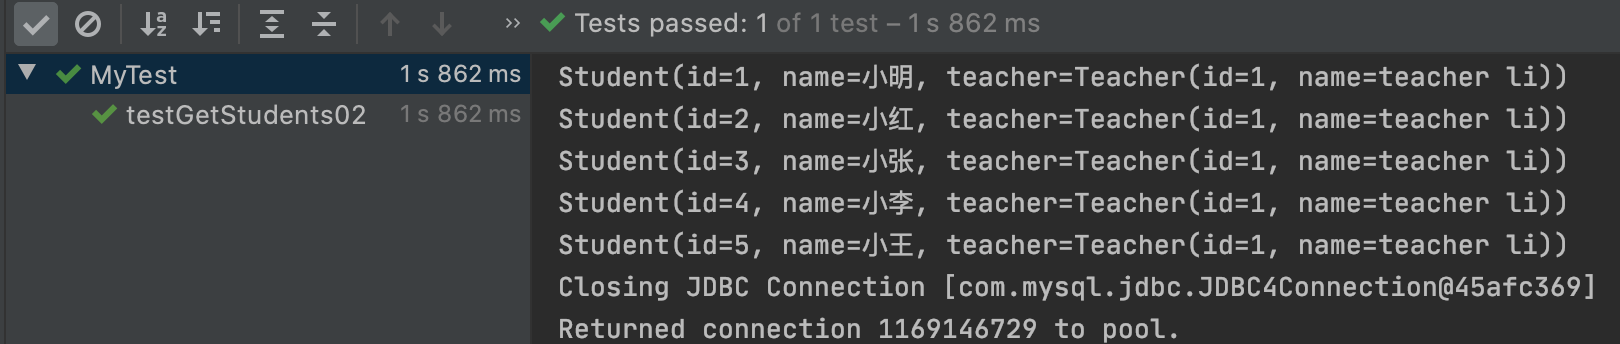 Tests passed: 1 of 1 test – 1 s 862 ms
MyTest 1 s 862 ms
testGetStudents02 1 s 862 ms
Student(id=1, name=小明, teacher=Teacher(id=1, name=teacher li))
Student(id=2, name=小红, teacher=Teacher(id=1, name=teacher li))
Student(id=3, name=小张, teacher=Teacher(id=1, name=teacher li))
Student(id=4, name=小李, teacher=Teacher(id=1, name=teacher li))
Student(id=5, name=小王, teacher=Teacher(id=1, name=teacher li))
Closing JDBC Connection [com.mysql.jdbc.JDBC4Connection@45afc369]
Returned connection 1169146729 to pool.